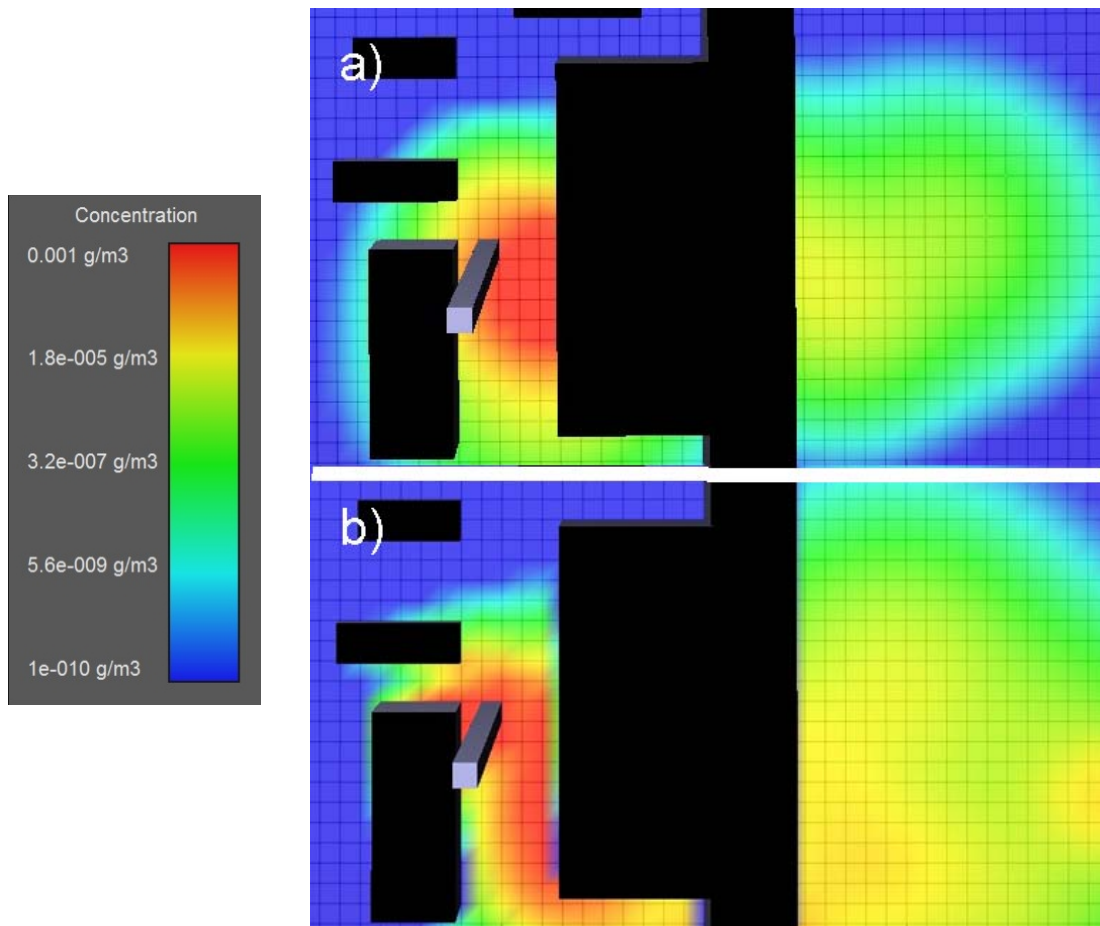 Concentration
0.001 g/m3
1.8e-005 g/m3
3.2e-007 g/m3
5.6e-009 g/m3
1e-010 g/m3
a)
b)